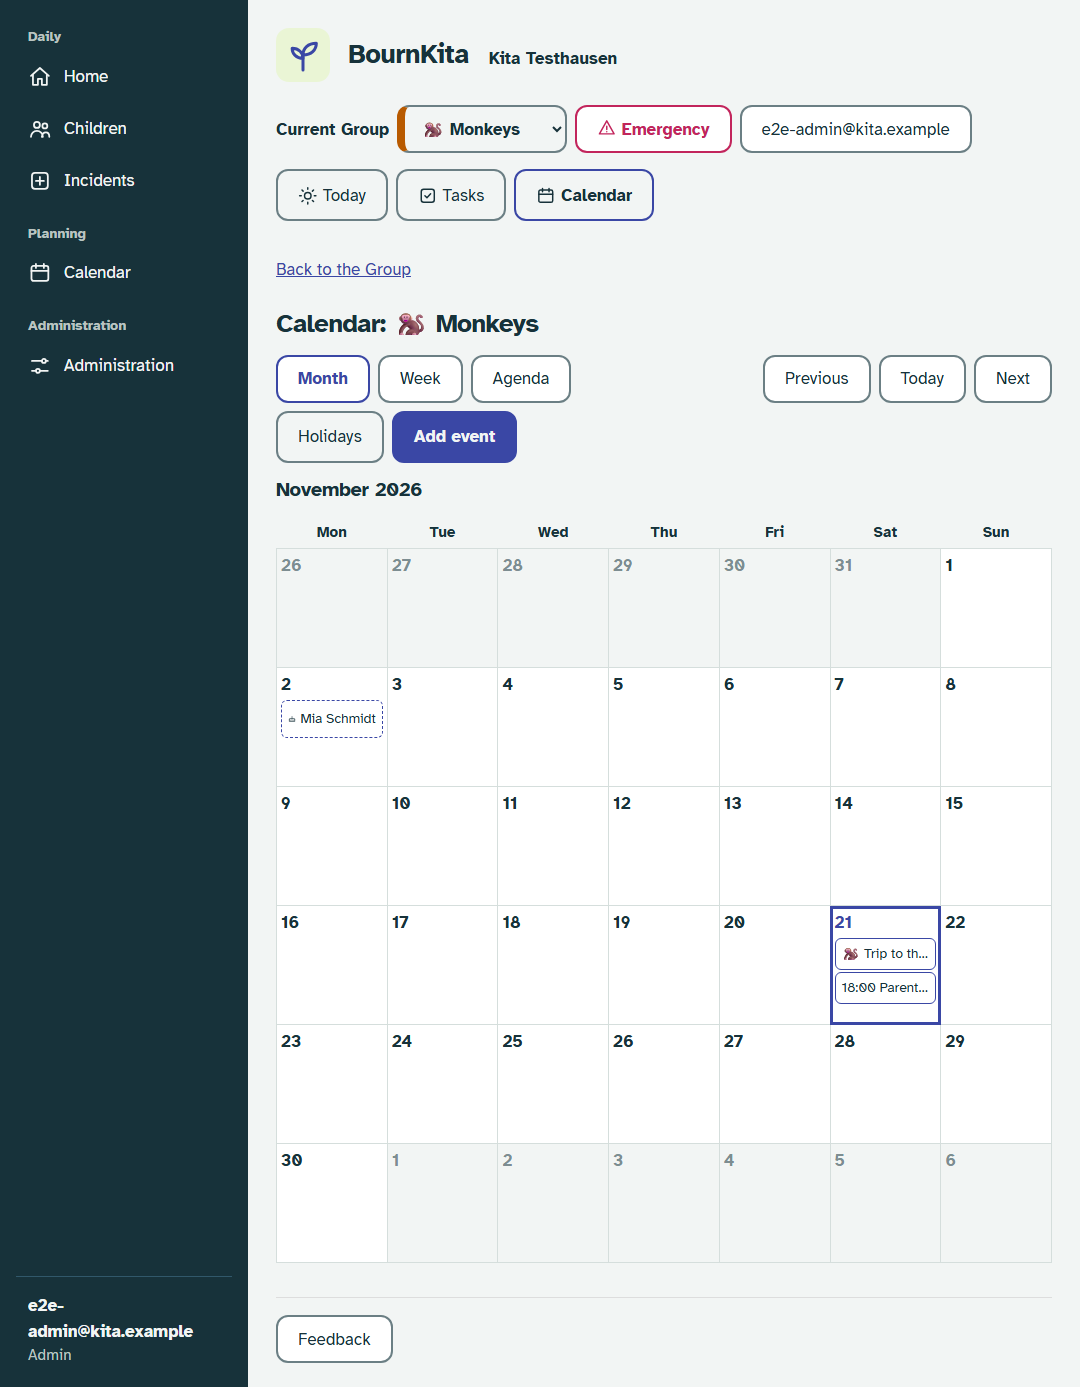 Daily
Home
Children
Incidents
Planning
Calendar
Administration
Administration
e2e-
admin@kita.example
Admin
BournKita Kita Testhausen
Current Group Monkeys Emergency e2e-admin@kita.example
Today Tasks Calendar
Back to the Group
Calendar: Monkeys
Month Week Agenda Previous Today Next
Holidays Add event
November 2026
Mon Tue Wed Thu Fri Sat Sun
26 27 28 29 30 31 1
2 3 4 5 6 7 8
Mia Schmidt
9 10 11 12 13 14 15
16 17 18 19 20 21 22
Trip to th...
18:00 Parent...
23 24 25 26 27 28 29
30 1 2 3 4 5 6
Feedback